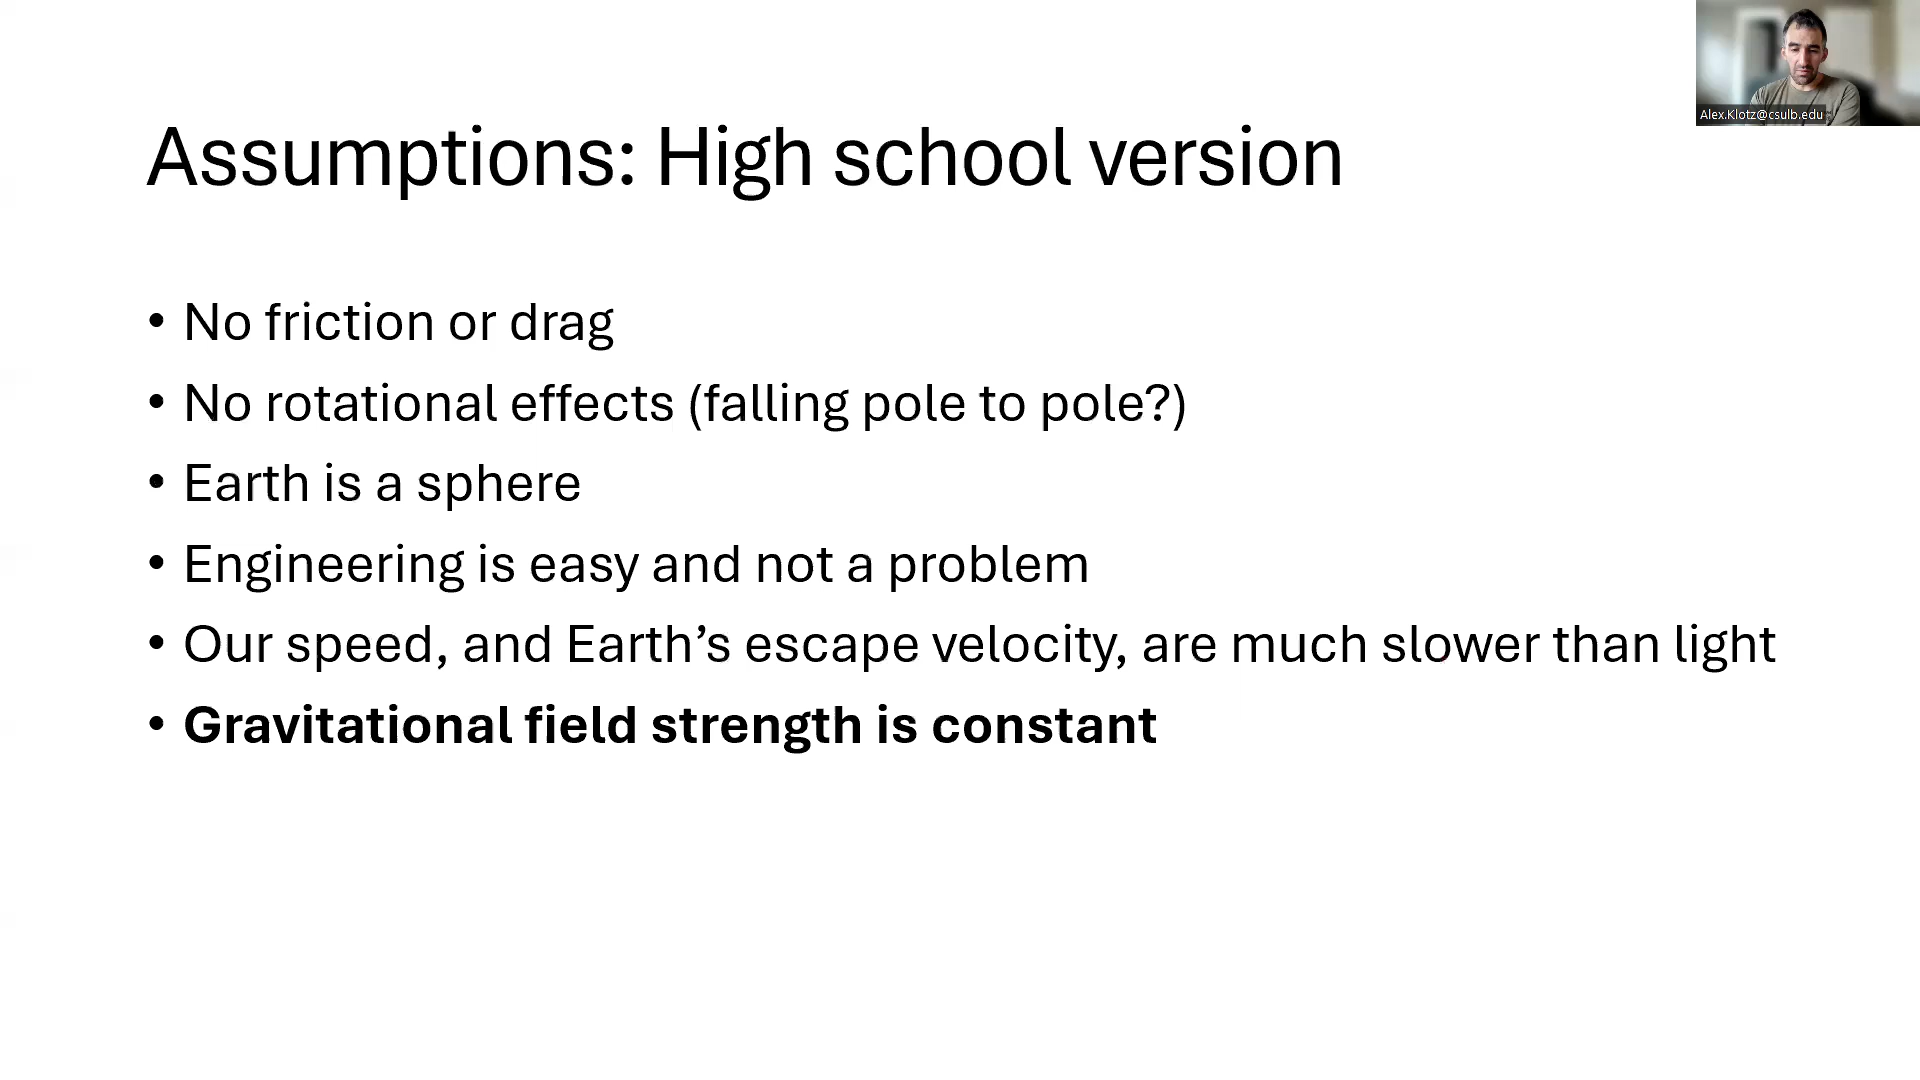 Alex.Klotz@csulb.edu
Assumptions: High school version
• No friction or drag
• No rotational effects (falling pole to pole?)
• Earth is a sphere
• Engineering is easy and not a problem
• Our speed, and Earth’s escape velocity, are much slower than light
• Gravitational field strength is constant